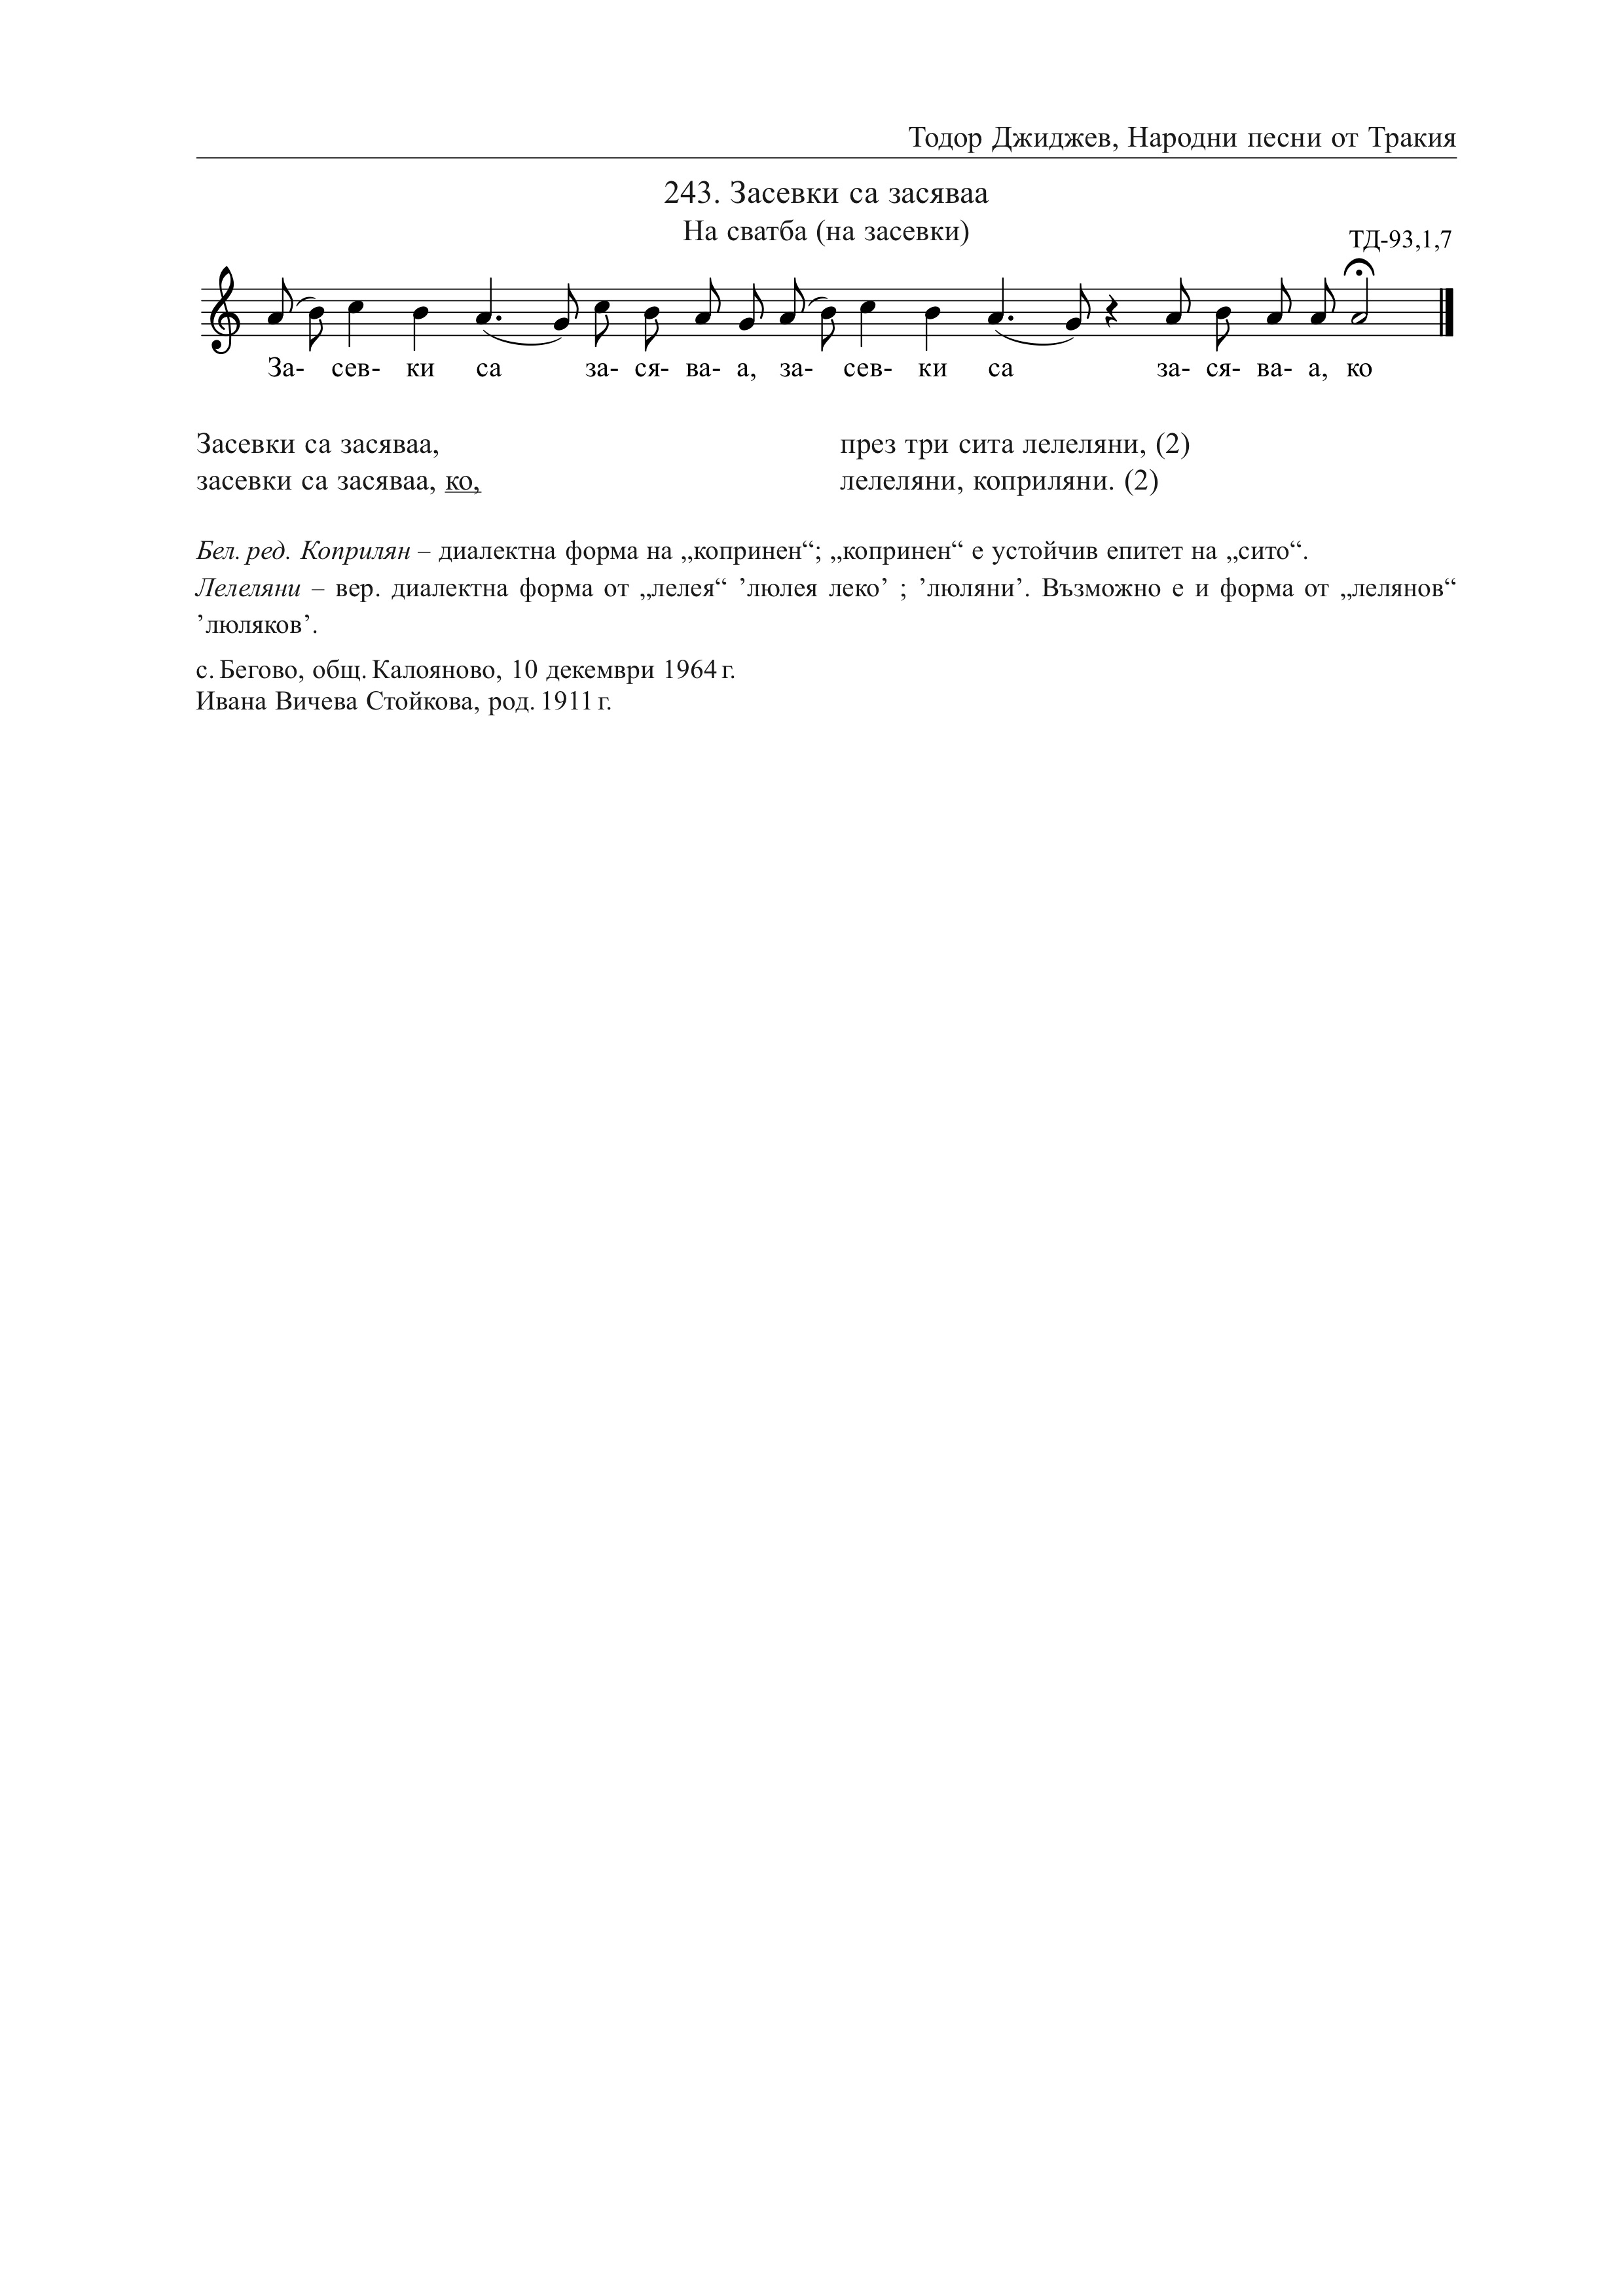 Тодор Джиджев, Народни песни от Тракия
243. Засевки са засяваа
На сватба (на засевки)
ТД-93,1,7
За- сев- ки са за- ся- ва- а, за- сев- ки са за- ся- ва- а, ко
Засевки са засяваа,
засевки са засяваа, ко,
през три сита лелеляни, (2)
лелеляни, коприляни. (2)
Бел. ред. Коприлян – диалектна форма на „копринен“; „копринен“ е устойчив епитет на „сито“.
Лелеляни – вер. диалектна форма от „лелея“ ’люлея леко’ ; ’люляни’. Възможно е и форма от „лелянов“
’люляков’.
с. Бегово, общ. Калояново, 10 декември 1964 г.
Ивана Вичева Стойкова, род. 1911 г.